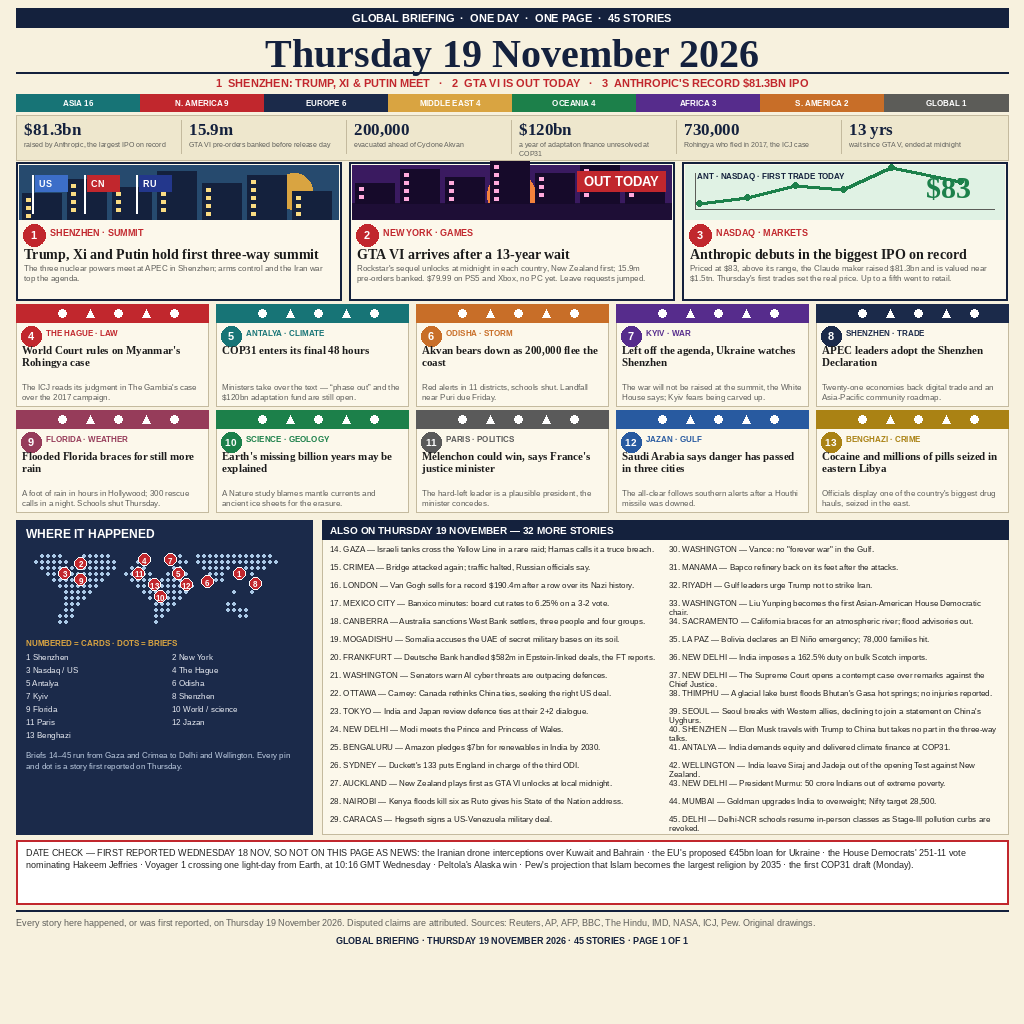 GLOBAL BRIEFING · ONE DAY · ONE PAGE · 45 STORIES
Thursday 19 November 2026
1 SHENZHEN: TRUMP, XI & PUTIN MEET · 2 GTA VI IS OUT TODAY · 3 ANTHROPIC'S RECORD $81.3BN IPO
ASIA 16 N. AMERICA 9 EUROPE 6 MIDDLE EAST 4 OCEANIA 4 AFRICA 3 S. AMERICA 2 GLOBAL 1
$81.3bn
raised by Anthropic, the largest IPO on record
15.9m
GTA VI pre-orders banked before release day
200,000
evacuated ahead of Cyclone Akvan
$120bn
a year of adaptation finance unresolved at
COP31
730,000
Rohingya who fled in 2017, the ICJ case
13 yrs
wait since GTA V, ended at midnight
US CN RU
1 SHENZHEN · SUMMIT
Trump, Xi and Putin hold first three-way summit
The three nuclear powers meet at APEC in Shenzhen; arms control and the Iran war
top the agenda.
OUT TODAY
2 NEW YORK · GAMES
GTA VI arrives after a 13-year wait
Rockstar's sequel unlocks at midnight in each country, New Zealand first; 15.9m
pre-orders banked. $79.99 on PS5 and Xbox, no PC yet. Leave requests jumped.
ANT · NASDAQ · FIRST TRADE TODAY
$83
3 NASDAQ · MARKETS
Anthropic debuts in the biggest IPO on record
Priced at $83, above its range, the Claude maker raised $81.3bn and is valued near
$1.5tn. Thursday's first trades set the real price. Up to a fifth went to retail.
4 THE HAGUE · LAW
World Court rules on Myanmar's
Rohingya case
The ICJ reads its judgment in The Gambia's case
over the 2017 campaign.
5 ANTALYA · CLIMATE
COP31 enters its final 48 hours
Ministers take over the text — “phase out” and the
$120bn adaptation fund are still open.
6 ODISHA · STORM
Akvan bears down as 200,000 flee the
coast
Red alerts in 11 districts, schools shut. Landfall
near Puri due Friday.
7 KYIV · WAR
Left off the agenda, Ukraine watches
Shenzhen
The war will not be raised at the summit, the White
House says; Kyiv fears being carved up.
8 SHENZHEN · TRADE
APEC leaders adopt the Shenzhen
Declaration
Twenty-one economies back digital trade and an
Asia-Pacific community roadmap.
9 FLORIDA · WEATHER
Flooded Florida braces for still more
rain
A foot of rain in hours in Hollywood; 300 rescue
calls in a night. Schools shut Thursday.
10 SCIENCE · GEOLOGY
Earth's missing billion years may be
explained
A Nature study blames mantle currents and
ancient ice sheets for the erasure.
11 PARIS · POLITICS
Mélenchon could win, says France's
justice minister
The hard-left leader is a plausible president, the
minister concedes.
12 JAZAN · GULF
Saudi Arabia says danger has passed
in three cities
The all-clear follows southern alerts after a Houthi
missile was downed.
13 BENGHAZI · CRIME
Cocaine and millions of pills seized in
eastern Libya
Officials display one of the country's biggest drug
hauls, seized in the east.
WHERE IT HAPPENED
3 2 9 4 7 11 5 13 12 10 6 1 8
NUMBERED = CARDS · DOTS = BRIEFS
1 Shenzhen 2 New York
3 Nasdaq / US 4 The Hague
5 Antalya 6 Odisha
7 Kyiv 8 Shenzhen
9 Florida 10 World / science
11 Paris 12 Jazan
13 Benghazi
Briefs 14–45 run from Gaza and Crimea to Delhi and Wellington. Every pin
and dot is a story first reported on Thursday.
ALSO ON THURSDAY 19 NOVEMBER — 32 MORE STORIES
14. GAZA — Israeli tanks cross the Yellow Line in a rare raid; Hamas calls it a truce breach.
15. CRIMEA — Bridge attacked again; traffic halted, Russian officials say.
16. LONDON — Van Gogh sells for a record $190.4m after a row over its Nazi history.
17. MEXICO CITY — Banxico minutes: board cut rates to 6.25% on a 3-2 vote.
18. CANBERRA — Australia sanctions West Bank settlers, three people and four groups.
19. MOGADISHU — Somalia accuses the UAE of secret military bases on its soil.
20. FRANKFURT — Deutsche Bank handled $582m in Epstein-linked deals, the FT reports.
21. WASHINGTON — Senators warn AI cyber threats are outpacing defences.
22. OTTAWA — Carney: Canada rethinks China ties, seeking the right US deal.
23. TOKYO — India and Japan review defence ties at their 2+2 dialogue.
24. NEW DELHI — Modi meets the Prince and Princess of Wales.
25. BENGALURU — Amazon pledges $7bn for renewables in India by 2030.
26. SYDNEY — Duckett's 133 puts England in charge of the third ODI.
27. AUCKLAND — New Zealand plays first as GTA VI unlocks at local midnight.
28. NAIROBI — Kenya floods kill six as Ruto gives his State of the Nation address.
29. CARACAS — Hegseth signs a US-Venezuela military deal.
30. WASHINGTON — Vance: no "forever war" in the Gulf.
31. MANAMA — Bapco refinery back on its feet after the attacks.
32. RIYADH — Gulf leaders urge Trump not to strike Iran.
33. WASHINGTON — Liu Yunping becomes the first Asian-American House Democratic
chair.
34. SACRAMENTO — California braces for an atmospheric river; flood advisories out.
35. LA PAZ — Bolivia declares an El Niño emergency; 78,000 families hit.
36. NEW DELHI — India imposes a 162.5% duty on bulk Scotch imports.
37. NEW DELHI — The Supreme Court opens a contempt case over remarks against the
Chief Justice.
38. THIMPHU — A glacial lake burst floods Bhutan's Gasa hot springs; no injuries reported.
39. SEOUL — Seoul breaks with Western allies, declining to join a statement on China's
Uyghurs.
40. SHENZHEN — Elon Musk travels with Trump to China but takes no part in the three-way
talks.
41. ANTALYA — India demands equity and delivered climate finance at COP31.
42. WELLINGTON — India leave Siraj and Jadeja out of the opening Test against New
Zealand.
43. NEW DELHI — President Murmu: 50 crore Indians out of extreme poverty.
44. MUMBAI — Goldman upgrades India to overweight; Nifty target 28,500.
45. DELHI — Delhi-NCR schools resume in-person classes as Stage-III pollution curbs are
revoked.
DATE CHECK — FIRST REPORTED WEDNESDAY 18 NOV, SO NOT ON THIS PAGE AS NEWS: the Iranian drone interceptions over Kuwait and Bahrain · the EU's proposed €45bn loan for Ukraine · the House Democrats' 251-11 vote
nominating Hakeem Jeffries · Voyager 1 crossing one light-day from Earth, at 10:16 GMT Wednesday · Peltola's Alaska win · Pew's projection that Islam becomes the largest religion by 2035 · the first COP31 draft (Monday).
Every story here happened, or was first reported, on Thursday 19 November 2026. Disputed claims are attributed. Sources: Reuters, AP, AFP, BBC, The Hindu, IMD, NASA, ICJ, Pew. Original drawings.
GLOBAL BRIEFING · THURSDAY 19 NOVEMBER 2026 · 45 STORIES · PAGE 1 OF 1